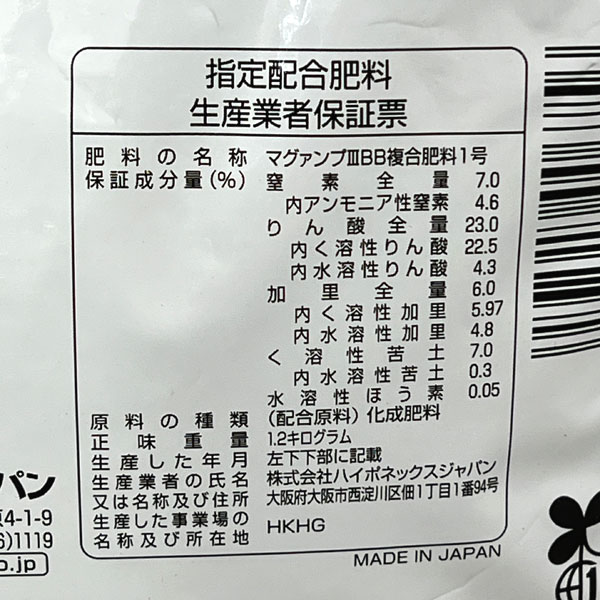 指定配合肥料
生産業者保証票
肥料の名称 マグァンプⅢBB複合肥料1号
保証成分量(%) 窒素全量 7.0
内アンモニア性窒素 4.6
りん酸全量 23.0
内く溶性りん酸 22.5
内水溶性りん酸 4.3
加里全量 6.0
内く溶性加里 5.97
内水溶性加里 4.8
く溶性苦土 7.0
内水溶性苦土 0.3
水溶性ほう素 0.05
原料の種類 (配合原料)化成肥料
正味重量 1.2キログラム
生産した年月 左下下部に記載
生産業者の氏名 株式会社ハイポネックスジャパン
又は名称及び住所 大阪府大阪市西淀川区佃1丁目1番94号
生産した事業場の
名称及び所在地 HKHG
MADE IN JAPAN
パン
4-1-9
6)1119
o.jp